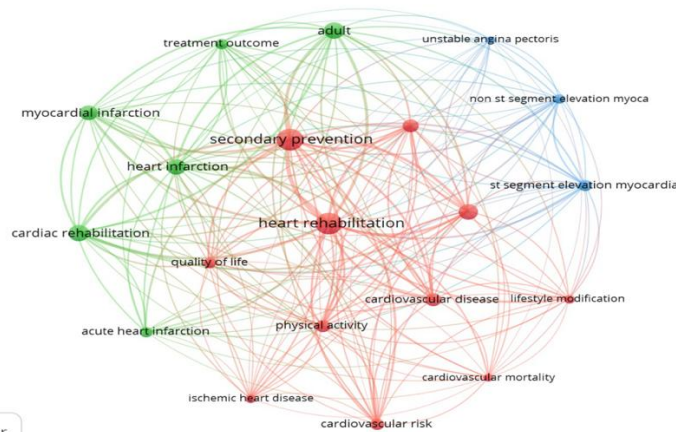 adult
unstable angina pectoris
treatment outcome
non st segment elevation myoca
myocardial infarction
secondary prevention
heart infarction
st segment elevation myocardia
heart rehabilitation
cardiac rehabilitation
quality of life
cardiovascular disease
lifestyle modification
physical activity
acute heart infarction
cardiovascular mortality
ischemic heart disease
cardiovascular risk